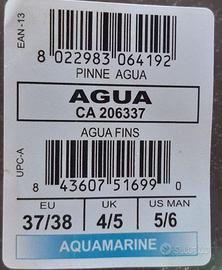 EAN-13
8 022983 064192
PINNE AGUA
AGUA
CA 206337
AGUA FINS
UPC-A
8 43607 51699 0
EU UK US MAN
37/38 4/5 5/6
AQUAMARINE